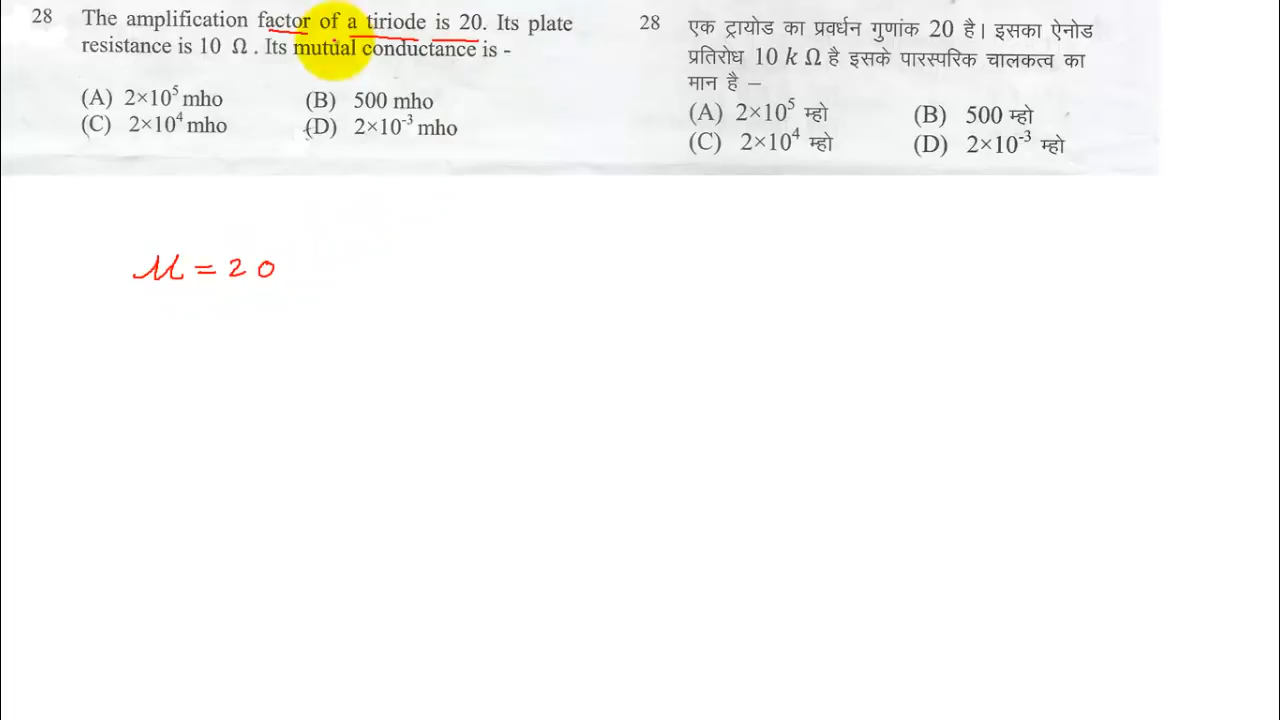 28 The amplification factor of a tiriode is 20. Its plate
resistance is 10 Ω . Its mutual conductance is -
(A) 2×10⁵ mho (B) 500 mho
(C) 2×10⁴ mho (D) 2×10⁻³ mho
28 एक ट्रायोड का प्रवर्धन गुणांक 20 है। इसका ऐनोड
प्रतिरोध 10 k Ω है इसके पारस्परिक चालकत्व का
मान है –
(A) 2×10⁵ म्हो (B) 500 म्हो
(C) 2×10⁴ म्हो (D) 2×10⁻³ म्हो
μ = 20